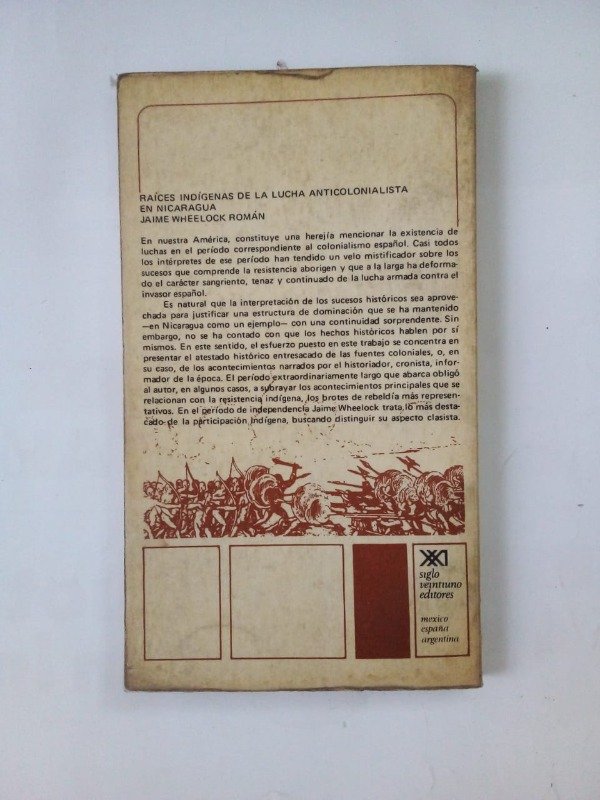 RAÍCES INDÍGENAS DE LA LUCHA ANTICOLONIALISTA
EN NICARAGUA
JAIME WHEELOCK ROMÁN
En nuestra América, constituye una herejía mencionar la existencia de
luchas en el período correspondiente al colonialismo español. Casi todos
los intérpretes de ese período han tendido un velo mistificador sobre los
sucesos que comprende la resistencia aborigen y que a la larga ha deforma-
do el carácter sangriento, tenaz y continuado de la lucha armada contra el
invasor español.
Es natural que la interpretación de los sucesos históricos sea aprove-
chada para justificar una estructura de dominación que se ha mantenido
—en Nicaragua como un ejemplo— con una continuidad sorprendente. Sin
embargo, no se ha contado con que los hechos históricos hablen por sí
mismos. En este sentido, el esfuerzo puesto en este trabajo se concentra en
presentar el atestado histórico entresacado de las fuentes coloniales, o, en
su caso, de los acontecimientos narrados por el historiador, cronista, infor-
mador de la época. El período extraordinariamente largo que abarca obligó
al autor, en algunos casos, a subrayar los acontecimientos principales que se
relacionan con la resistencia indígena, los brotes de rebeldía más represen-
tativos. En el período de independencia Jaime Wheelock trata lo más desta-
cado de la participación indígena, buscando distinguir su aspecto clasista.
siglo
veintiuno
editores
mexico
españa
argentina